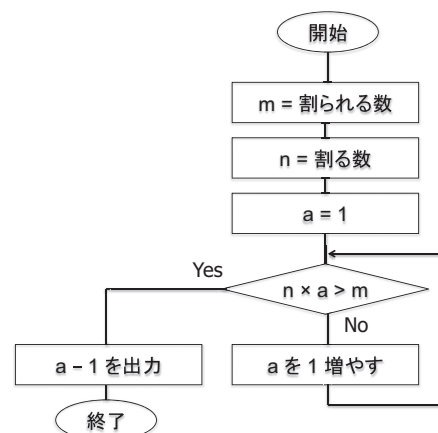 開始
m = 割られる数
n = 割る数
a = 1
n × a > m
Yes
No
a – 1 を出力
a を 1 増やす
終了